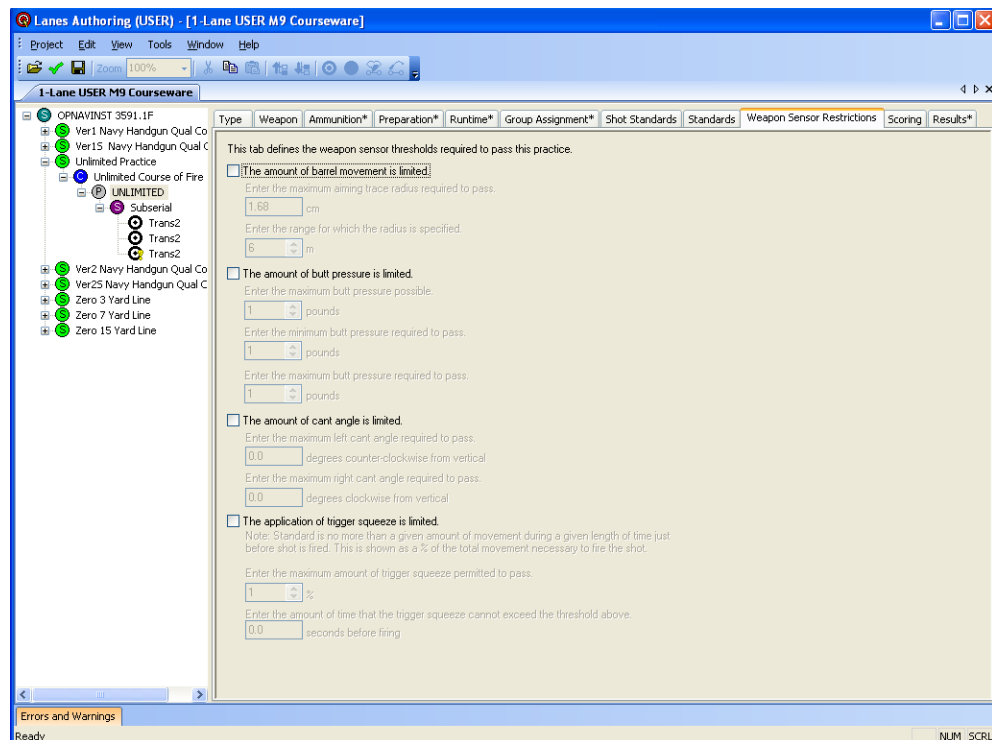 Lanes Authoring (USER) - [1-Lane USER M9 Courseware]
Project Edit View Tools Window Help
Zoom 100%
1-Lane USER M9 Courseware
OPNAVINST 3591.1F
Ver1 Navy Handgun Qual Co
Ver1S Navy Handgun Qual C
Unlimited Practice
Unlimited Course of Fire
UNLIMITED
Subserial
Trans2
Trans2
Trans2
Ver2 Navy Handgun Qual Co
Ver2S Navy Handgun Qual C
Zero 3 Yard Line
Zero 7 Yard Line
Zero 15 Yard Line
Type Weapon Ammunition* Preparation* Runtime* Group Assignment* Shot Standards Standards Weapon Sensor Restrictions Scoring Results*
This tab defines the weapon sensor thresholds required to pass this practice.
The amount of barrel movement is limited.
Enter the maximum aiming trace radius required to pass.
1.68 cm
Enter the range for which the radius is specified.
6 m
The amount of butt pressure is limited.
Enter the maximum butt pressure possible.
1 pounds
Enter the minimum butt pressure required to pass.
1 pounds
Enter the maximum butt pressure required to pass.
1 pounds
The amount of cant angle is limited.
Enter the maximum left cant angle required to pass.
0.0 degrees counter-clockwise from vertical
Enter the maximum right cant angle required to pass.
0.0 degrees clockwise from vertical
The application of trigger squeeze is limited.
Note: Standard is no more than a given amount of movement during a given length of time just
before shot is fired. This is shown as a % of the total movement necessary to fire the shot.
Enter the maximum amount of trigger squeeze permitted to pass.
1 %
Enter the amount of time that the trigger squeeze cannot exceed the threshold above.
0.0 seconds before firing
Errors and Warnings
Ready NUM SCRL